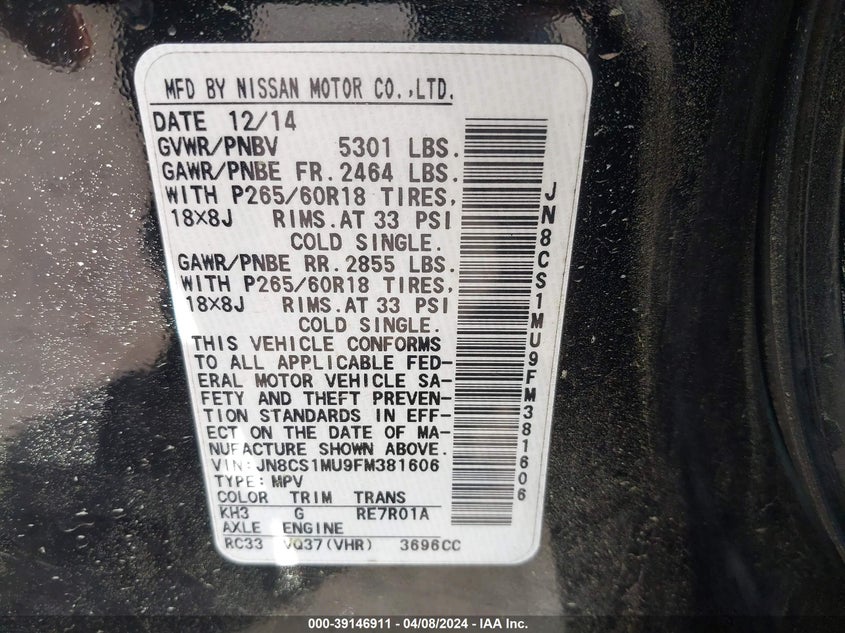 MFD BY NISSAN MOTOR CO.,LTD.
DATE 12/14
GVWR/PNBV 5301 LBS.
GAWR/PNBE FR.2464 LBS.
WITH P265/60R18 TIRES,
18×8J RIMS.AT 33 PSI
COLD SINGLE.
GAWR/PNBE RR.2855 LBS.
WITH P265/60R18 TIRES,
18×8J RIMS.AT 33 PSI
COLD SINGLE.
THIS VEHICLE CONFORMS
TO ALL APPLICABLE FED-
ERAL MOTOR VEHICLE SA-
FETY AND THEFT PREVEN-
TION STANDARDS IN EFF-
ECT ON THE DATE OF MA-
NUFACTURE SHOWN ABOVE.
VIN:JN8CS1MU9FM381606
TYPE:MPV
COLOR TRIM TRANS
KH3 G RE7R01A
AXLE ENGINE
RC33 VQ37(VHR) 3696CC
JN8CS1MU9FM381606
000-39146911 - 04/08/2024 - IAA Inc.